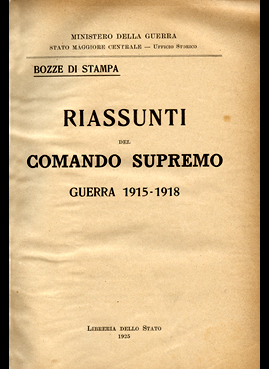 MINISTERO DELLA GUERRA
STATO MAGGIORE CENTRALE — UFFICIO STORICO
BOZZE DI STAMPA
RIASSUNTI
DEL
COMANDO SUPREMO
GUERRA 1915-1918
LIBRERIA DELLO STATO
1925